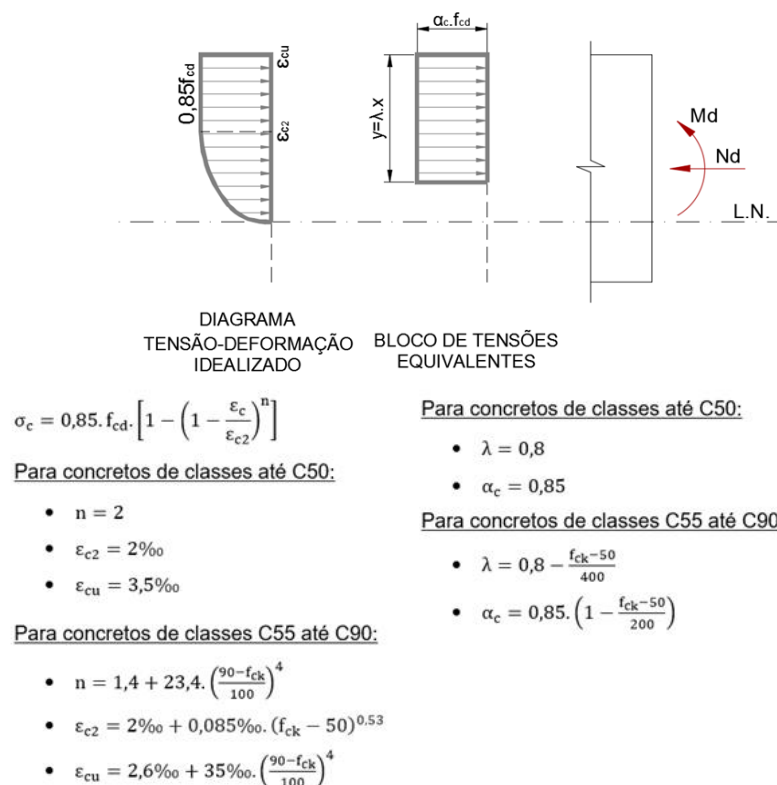 αc.fcd
0,85fcd
εcu
εc2
y=λ.x
Md
Nd
L.N.
DIAGRAMA
TENSÃO-DEFORMAÇÃO
IDEALIZADO
BLOCO DE TENSÕES
EQUIVALENTES
σc = 0,85. fcd. [1 − (1 − εc/εc2)^n]
Para concretos de classes até C50:
• n = 2
• εc2 = 2‰
• εcu = 3,5‰
Para concretos de classes C55 até C90:
• n = 1,4 + 23,4. ((90−fck)/100)^4
• εc2 = 2‰ + 0,085‰. (fck − 50)^0,53
• εcu = 2,6‰ + 35‰. ((90−fck)/100)^4
Para concretos de classes até C50:
• λ = 0,8
• αc = 0,85
Para concretos de classes C55 até C90
• λ = 0,8 − (fck−50)/400
• αc = 0,85. (1 − (fck−50)/200)